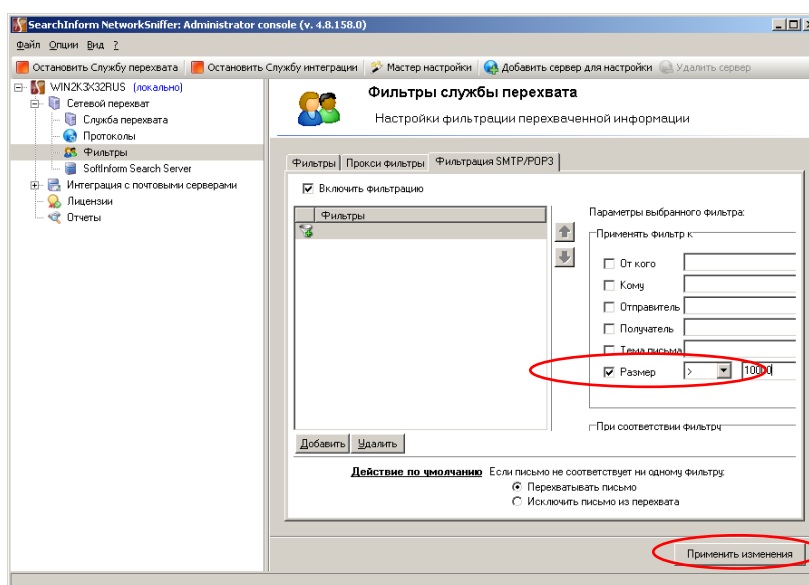 SearchInform NetworkSniffer: Administrator console (v. 4.8.158.0)
Файл Опции Вид ?
Остановить Службу перехвата Остановить Службу интеграции Мастер настройки Добавить сервер для настройки Удалить сервер
WIN2K3X32RUS (локально)
Сетевой перехват
Служба перехвата
Протоколы
Фильтры
SoftInform Search Server
Интеграция с почтовыми серверами
Лицензии
Отчеты
Фильтры службы перехвата
Настройки фильтрации перехваченной информации
Фильтры Прокси фильтры Фильтрация SMTP/POP3
Включить фильтрацию
Фильтры
Параметры выбранного фильтра:
Применять фильтр к
От кого
Кому
Отправитель
Получатель
Тема письма
Размер > 10000
При соответствии фильтру
Добавить Удалить
Действие по умолчанию Если письмо не соответствует ни одному фильтру:
Перехватывать письмо
Исключить письмо из перехвата
Применить изменения